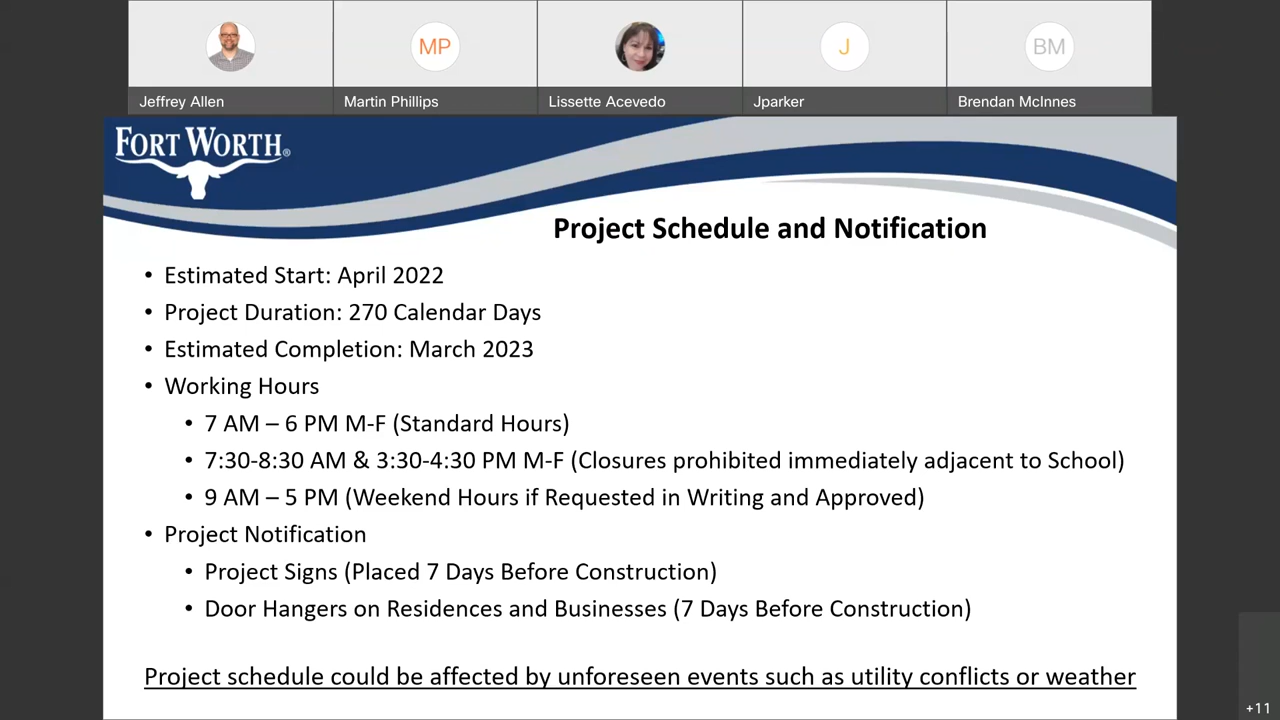 MP
J
BM
Jeffrey Allen
Martin Phillips
Lissette Acevedo
Jparker
Brendan McInnes
FORT WORTH®
Project Schedule and Notification
• Estimated Start: April 2022
• Project Duration: 270 Calendar Days
• Estimated Completion: March 2023
• Working Hours
• 7 AM – 6 PM M-F (Standard Hours)
• 7:30-8:30 AM & 3:30-4:30 PM M-F (Closures prohibited immediately adjacent to School)
• 9 AM – 5 PM (Weekend Hours if Requested in Writing and Approved)
• Project Notification
• Project Signs (Placed 7 Days Before Construction)
• Door Hangers on Residences and Businesses (7 Days Before Construction)
Project schedule could be affected by unforeseen events such as utility conflicts or weather
+11